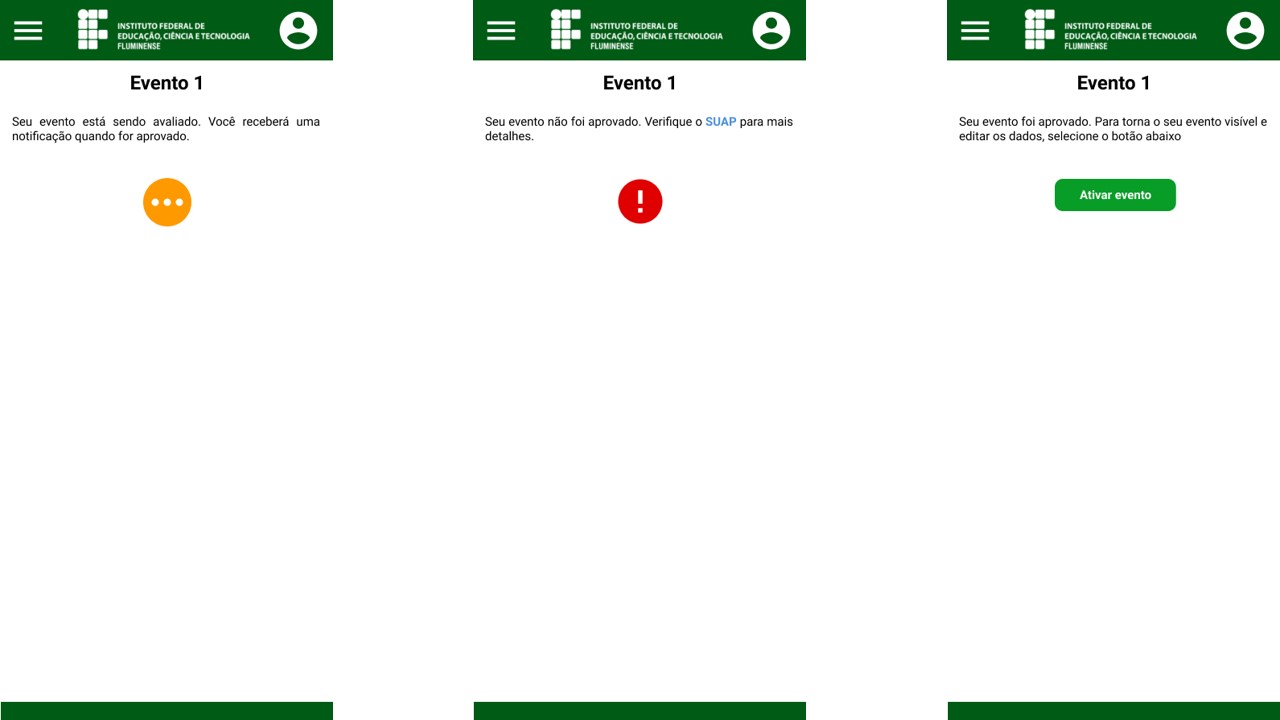 INSTITUTO FEDERAL DE
EDUCAÇÃO, CIÊNCIA E TECNOLOGIA
FLUMINENSE
Evento 1
Seu evento está sendo avaliado. Você receberá uma
notificação quando for aprovado.
INSTITUTO FEDERAL DE
EDUCAÇÃO, CIÊNCIA E TECNOLOGIA
FLUMINENSE
Evento 1
Seu evento não foi aprovado. Verifique o SUAP para mais
detalhes.
INSTITUTO FEDERAL DE
EDUCAÇÃO, CIÊNCIA E TECNOLOGIA
FLUMINENSE
Evento 1
Seu evento foi aprovado. Para torna o seu evento visível e
editar os dados, selecione o botão abaixo
Ativar evento